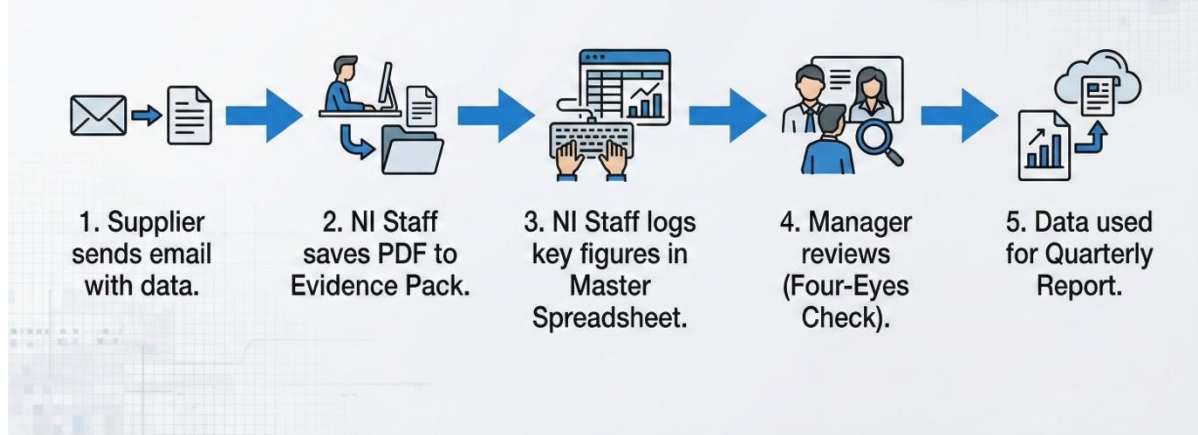 1. Supplier
sends email
with data.
2. NI Staff
saves PDF to
Evidence Pack.
3. NI Staff logs
key figures in
Master
Spreadsheet.
4. Manager
reviews
(Four-Eyes
Check).
5. Data used
for Quarterly
Report.